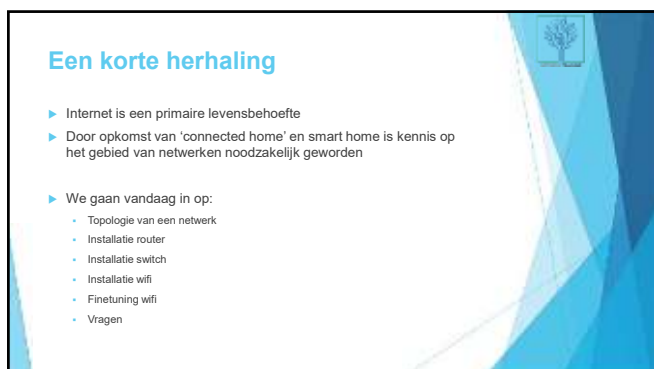 Een korte herhaling
Internet is een primaire levensbehoefte
Door opkomst van ‘connected home’ en smart home is kennis op
het gebied van netwerken noodzakelijk geworden
We gaan vandaag in op:
Topologie van een netwerk
Installatie router
Installatie switch
Installatie wifi
Finetuning wifi
Vragen